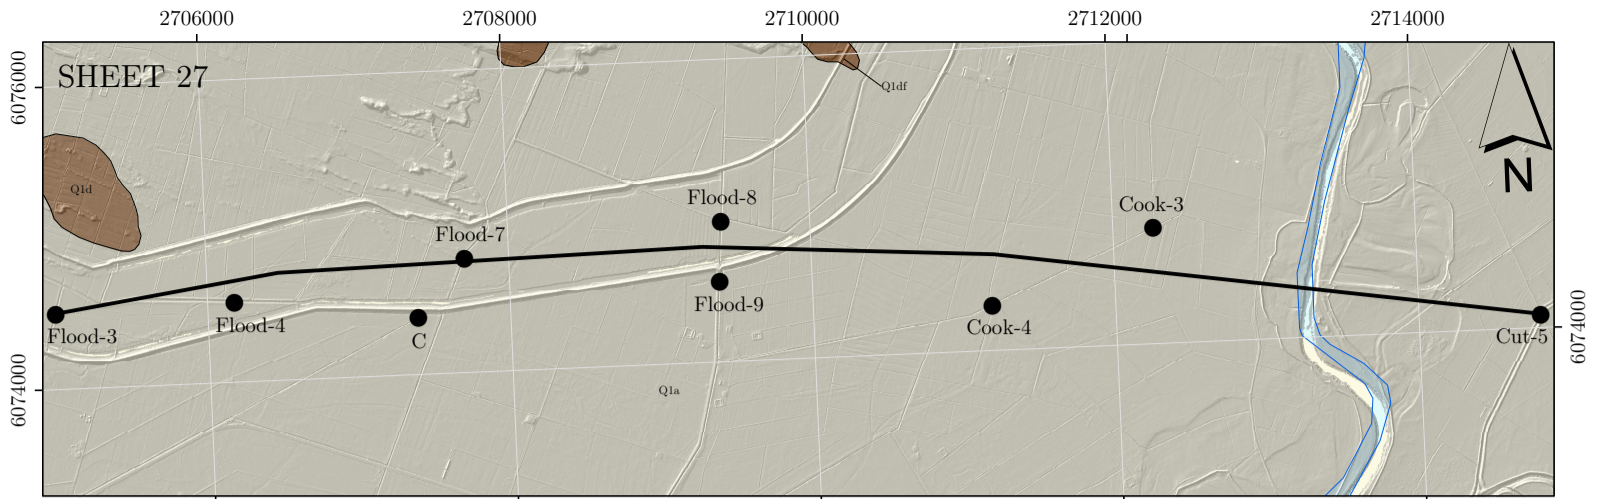 2706000 2708000 2710000 2712000 2714000
6076000
SHEET 27
Q1df
Q1d
Flood-8
Cook-3
Flood-7
Flood-9
Flood-3
Flood-4
C
Cook-4
Cut-5
6074000
6074000
Q1a
N